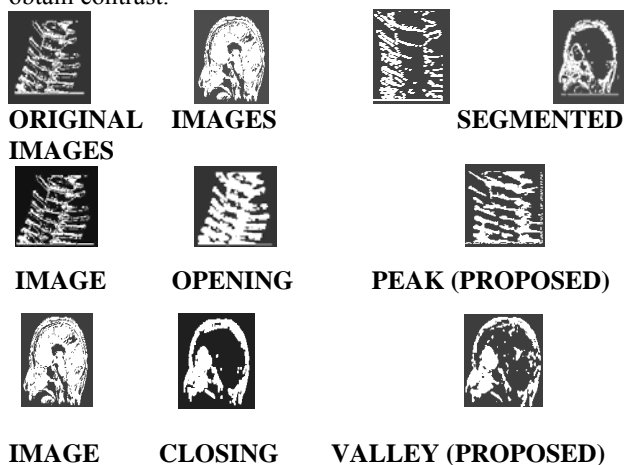 obtain contrast.
ORIGINAL IMAGES SEGMENTED
IMAGES
IMAGE OPENING PEAK (PROPOSED)
IMAGE CLOSING VALLEY (PROPOSED)